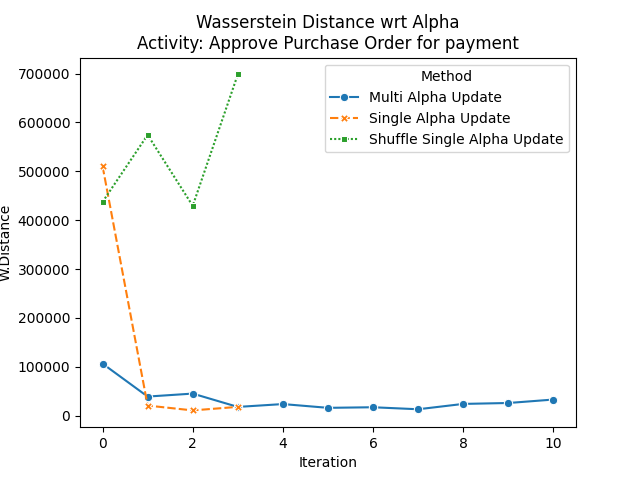 Wasserstein Distance wrt Alpha
Activity: Approve Purchase Order for payment
Method
Multi Alpha Update
Single Alpha Update
Shuffle Single Alpha Update
W.Distance
700000
600000
500000
400000
300000
200000
100000
0
0 2 4 6 8 10
Iteration